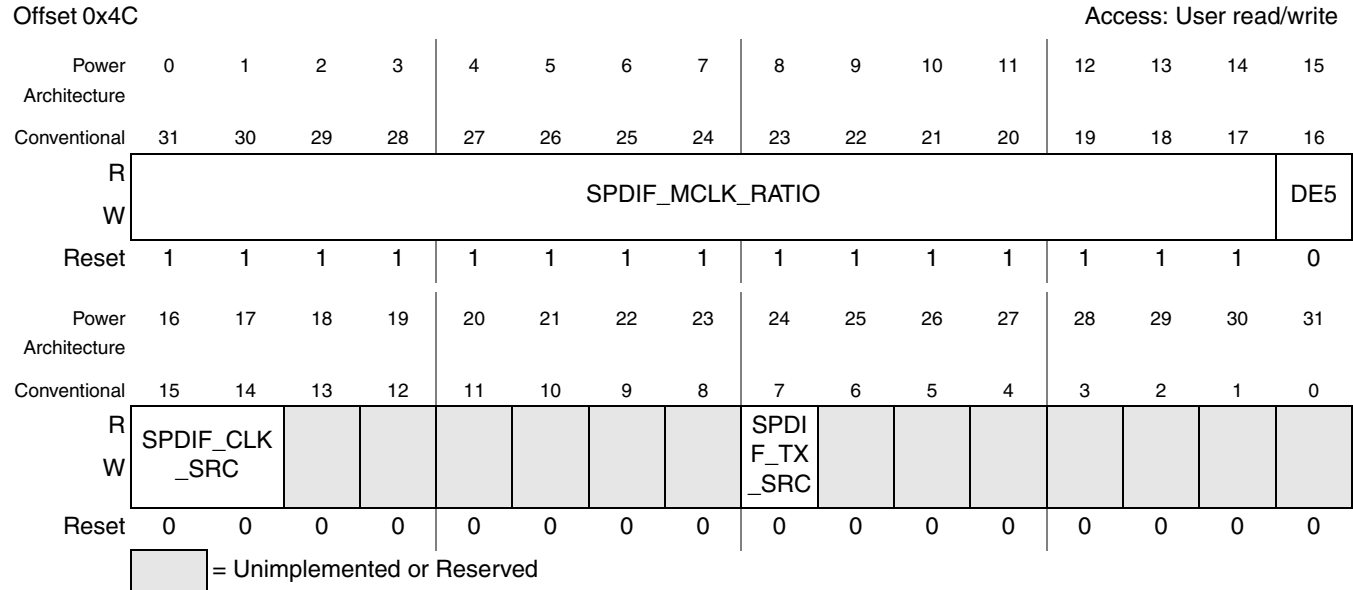 Offset 0x4C Access: User read/write
Power Architecture 0 1 2 3 4 5 6 7 8 9 10 11 12 13 14 15
Conventional 31 30 29 28 27 26 25 24 23 22 21 20 19 18 17 16
R
SPDIF_MCLK_RATIO DE5
W
Reset 1 1 1 1 1 1 1 1 1 1 1 1 1 1 1 0
Power Architecture 16 17 18 19 20 21 22 23 24 25 26 27 28 29 30 31
Conventional 15 14 13 12 11 10 9 8 7 6 5 4 3 2 1 0
R
W
SPDIF_CLK
_SRC
SPDI
F_TX
_SRC
Reset 0 0 0 0 0 0 0 0 0 0 0 0 0 0 0 0
= Unimplemented or Reserved